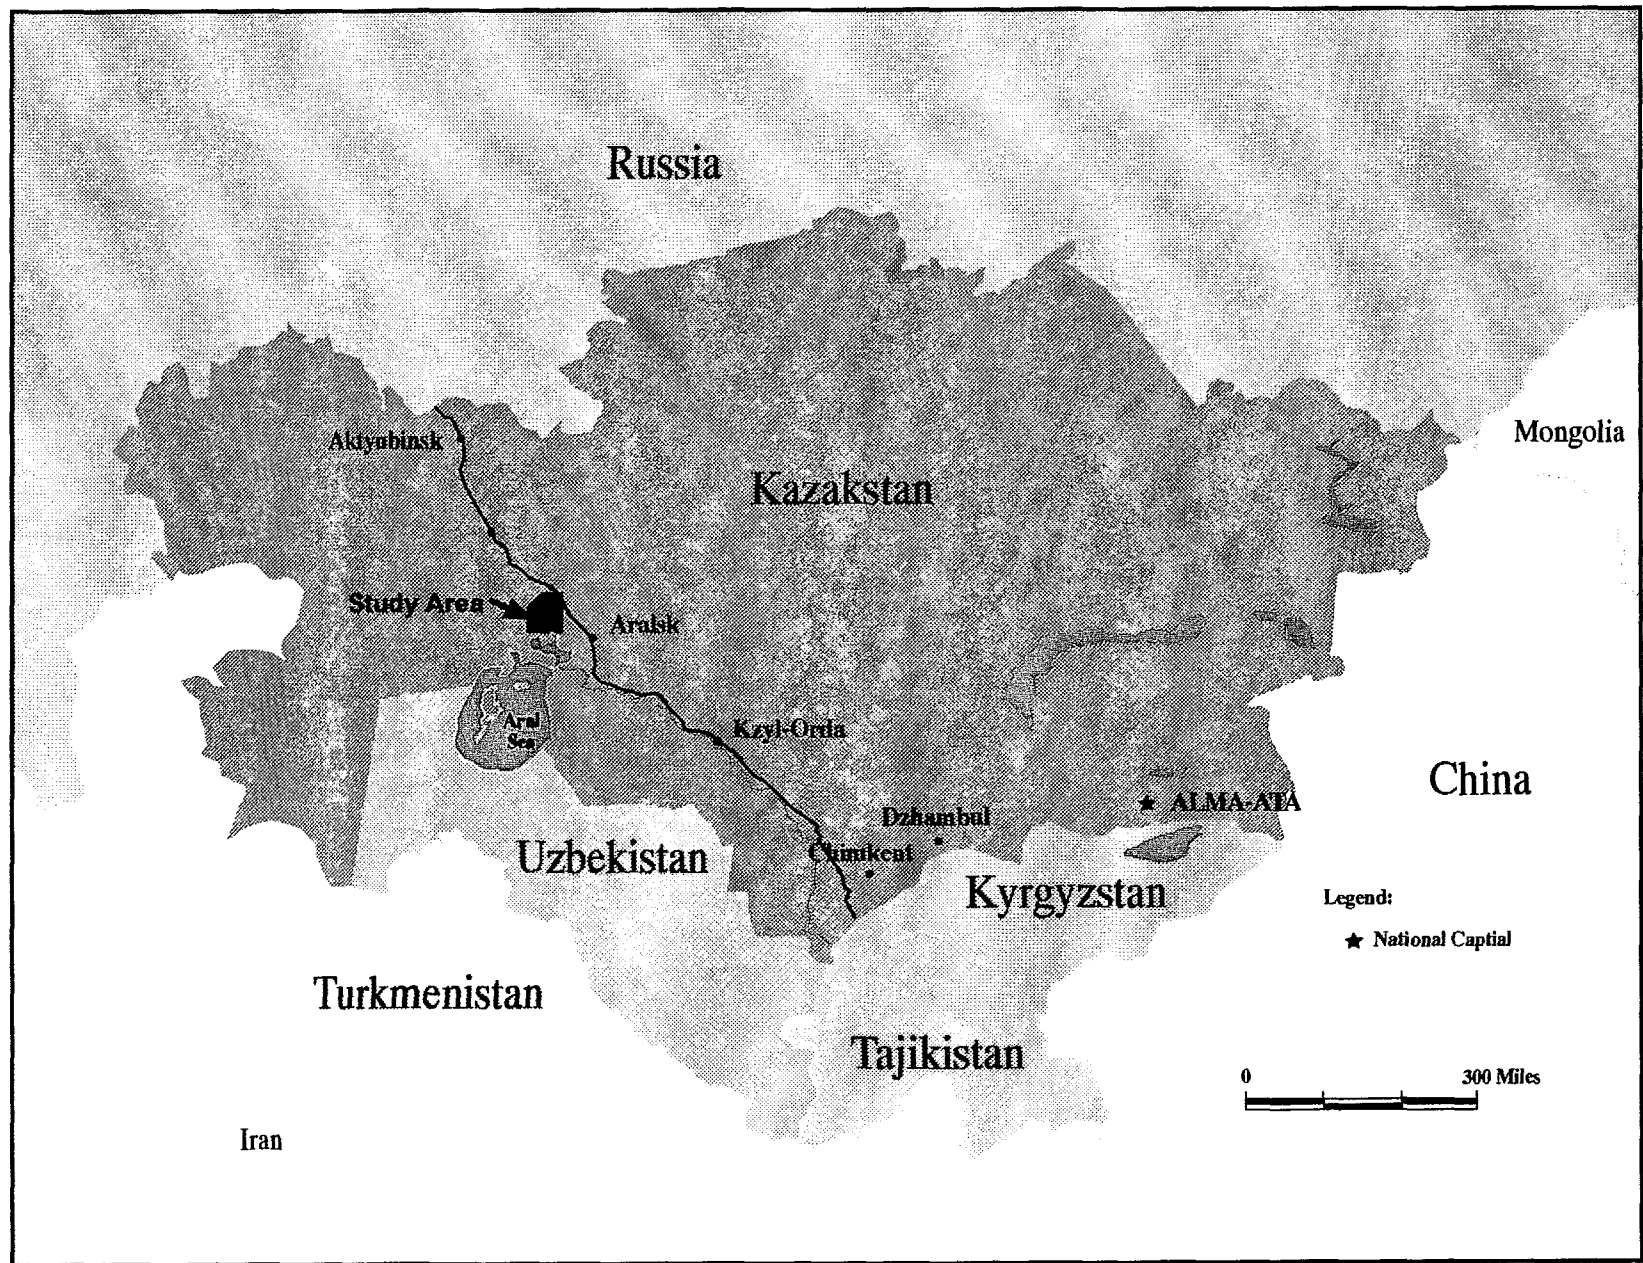 Russia
Mongolia
Aktyubinsk
Kazakstan
Study Area
Aralsk
Aral
Sea
Kzyl-Orda
China
ALMA-ATA
Dzhambul
Chimkent
Uzbekistan
Kyrgyzstan
Legend:
National Captial
Turkmenistan
Tajikistan
0 300 Miles
Iran